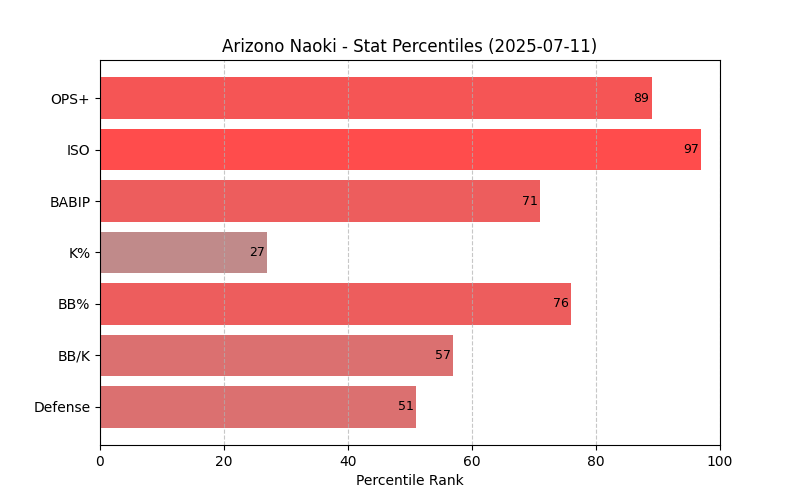 Arizono Naoki - Stat Percentiles (2025-07-11)
OPS+ 89
ISO 97
BABIP 71
K% 27
BB% 76
BB/K 57
Defense 51
0 20 40 60 80 100
Percentile Rank